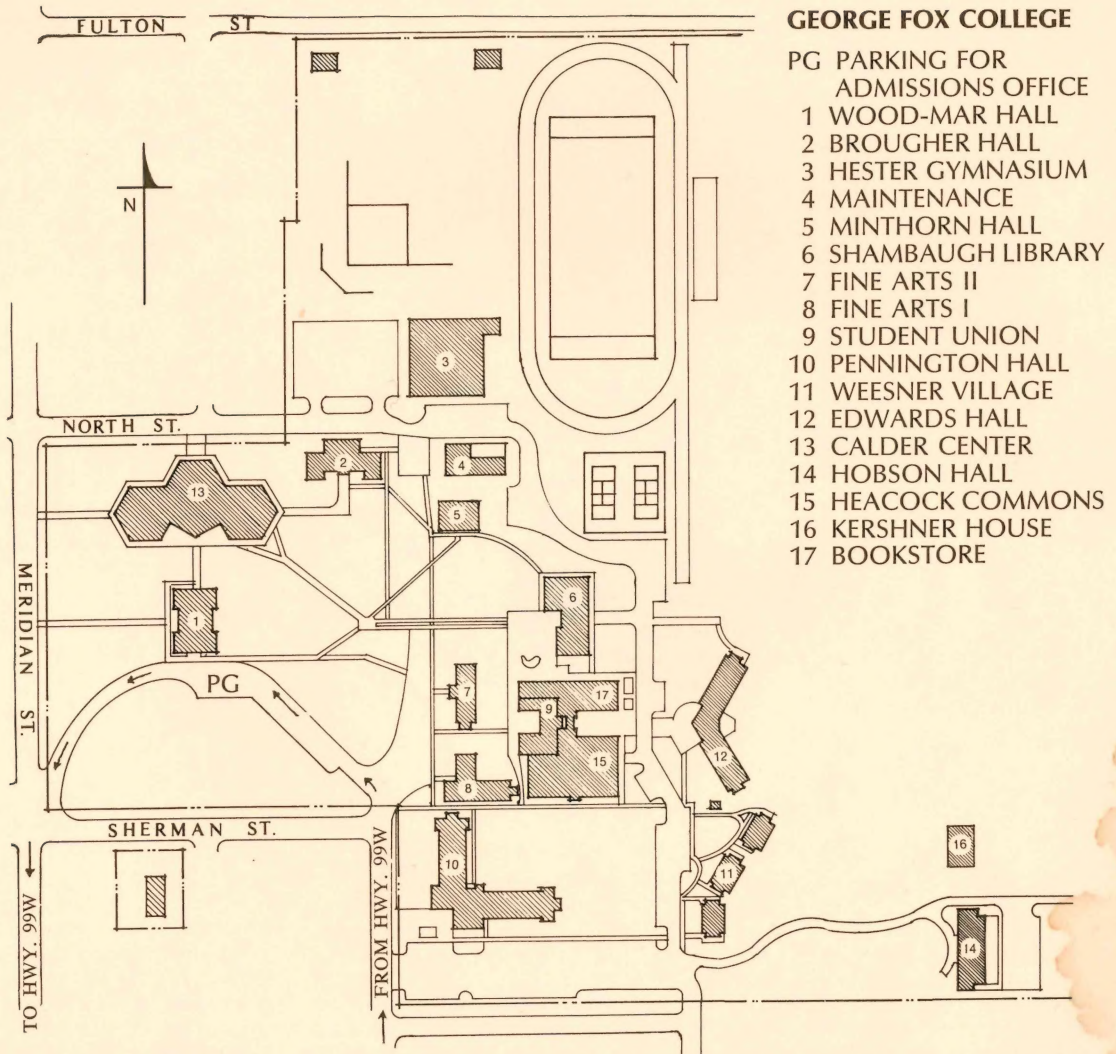 GEORGE FOX COLLEGE
PG PARKING FOR
ADMISSIONS OFFICE
1 WOOD-MAR HALL
2 BROUGHER HALL
3 HESTER GYMNASIUM
4 MAINTENANCE
5 MINTHORN HALL
6 SHAMBAUGH LIBRARY
7 FINE ARTS II
8 FINE ARTS I
9 STUDENT UNION
10 PENNINGTON HALL
11 WEESNER VILLAGE
12 EDWARDS HALL
13 CALDER CENTER
14 HOBSON HALL
15 HEACOCK COMMONS
16 KERSHNER HOUSE
17 BOOKSTORE
FULTON ST
N
3
NORTH ST.
2
4
13
5
MERIDIAN ST.
6
1
PG
7
17
9
12
15
8
SHERMAN ST.
16
10
11
TO HWY. 99W
FROM HWY. 99W
14